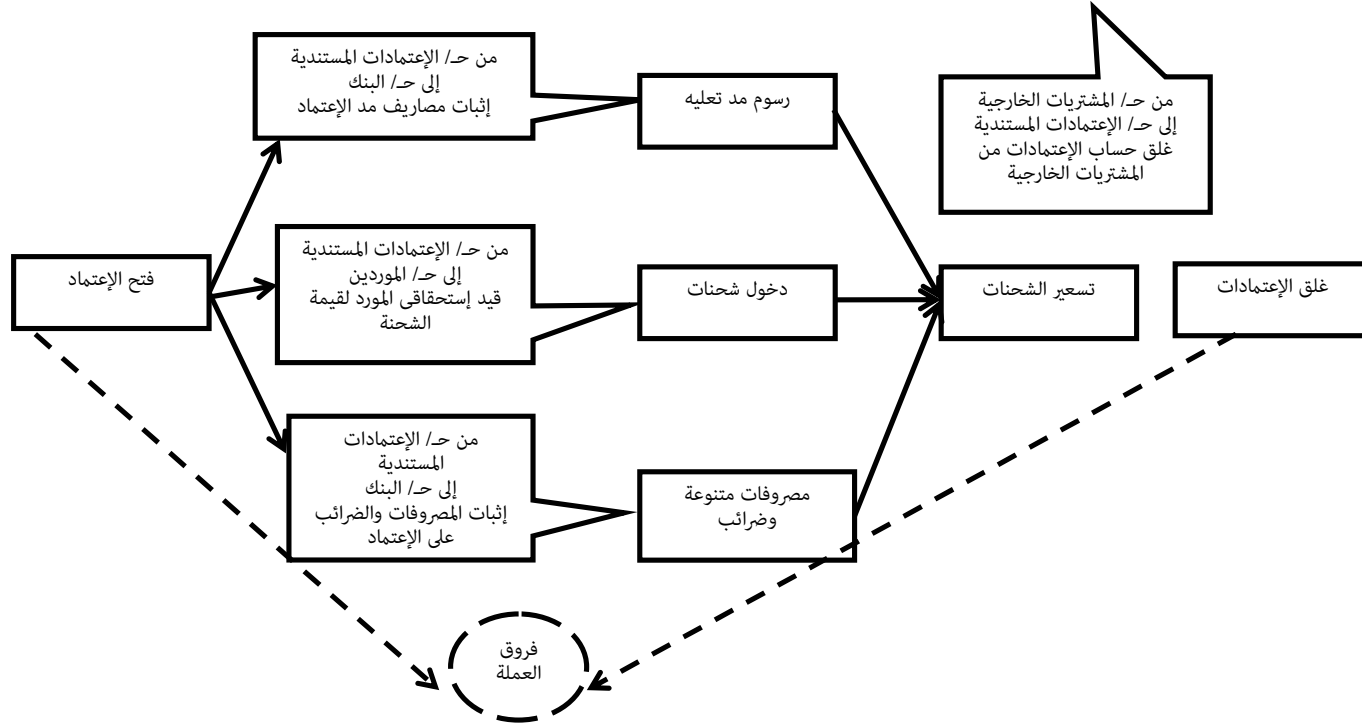 من حـ/ الإعتمادات المستندية
إلى حـ/ البنك
إثبات مصاريف مد الإعتماد
رسوم مد تعليه
من حـ/ المشتريات الخارجية
إلى حـ/ الإعتمادات المستندية
غلق حساب الإعتمادات من
المشتريات الخارجية
فتح الإعتماد
من حـ/ الإعتمادات المستندية
إلى حـ/ الموردين
قيد إستحقاقى المورد لقيمة
الشحنة
دخول شحنات
تسعير الشحنات
غلق الإعتمادات
من حـ/ الإعتمادات
المستندية
إلى حـ/ البنك
إثبات المصروفات والضرائب
على الإعتماد
مصروفات متنوعة
وضرائب
فروق
العملة